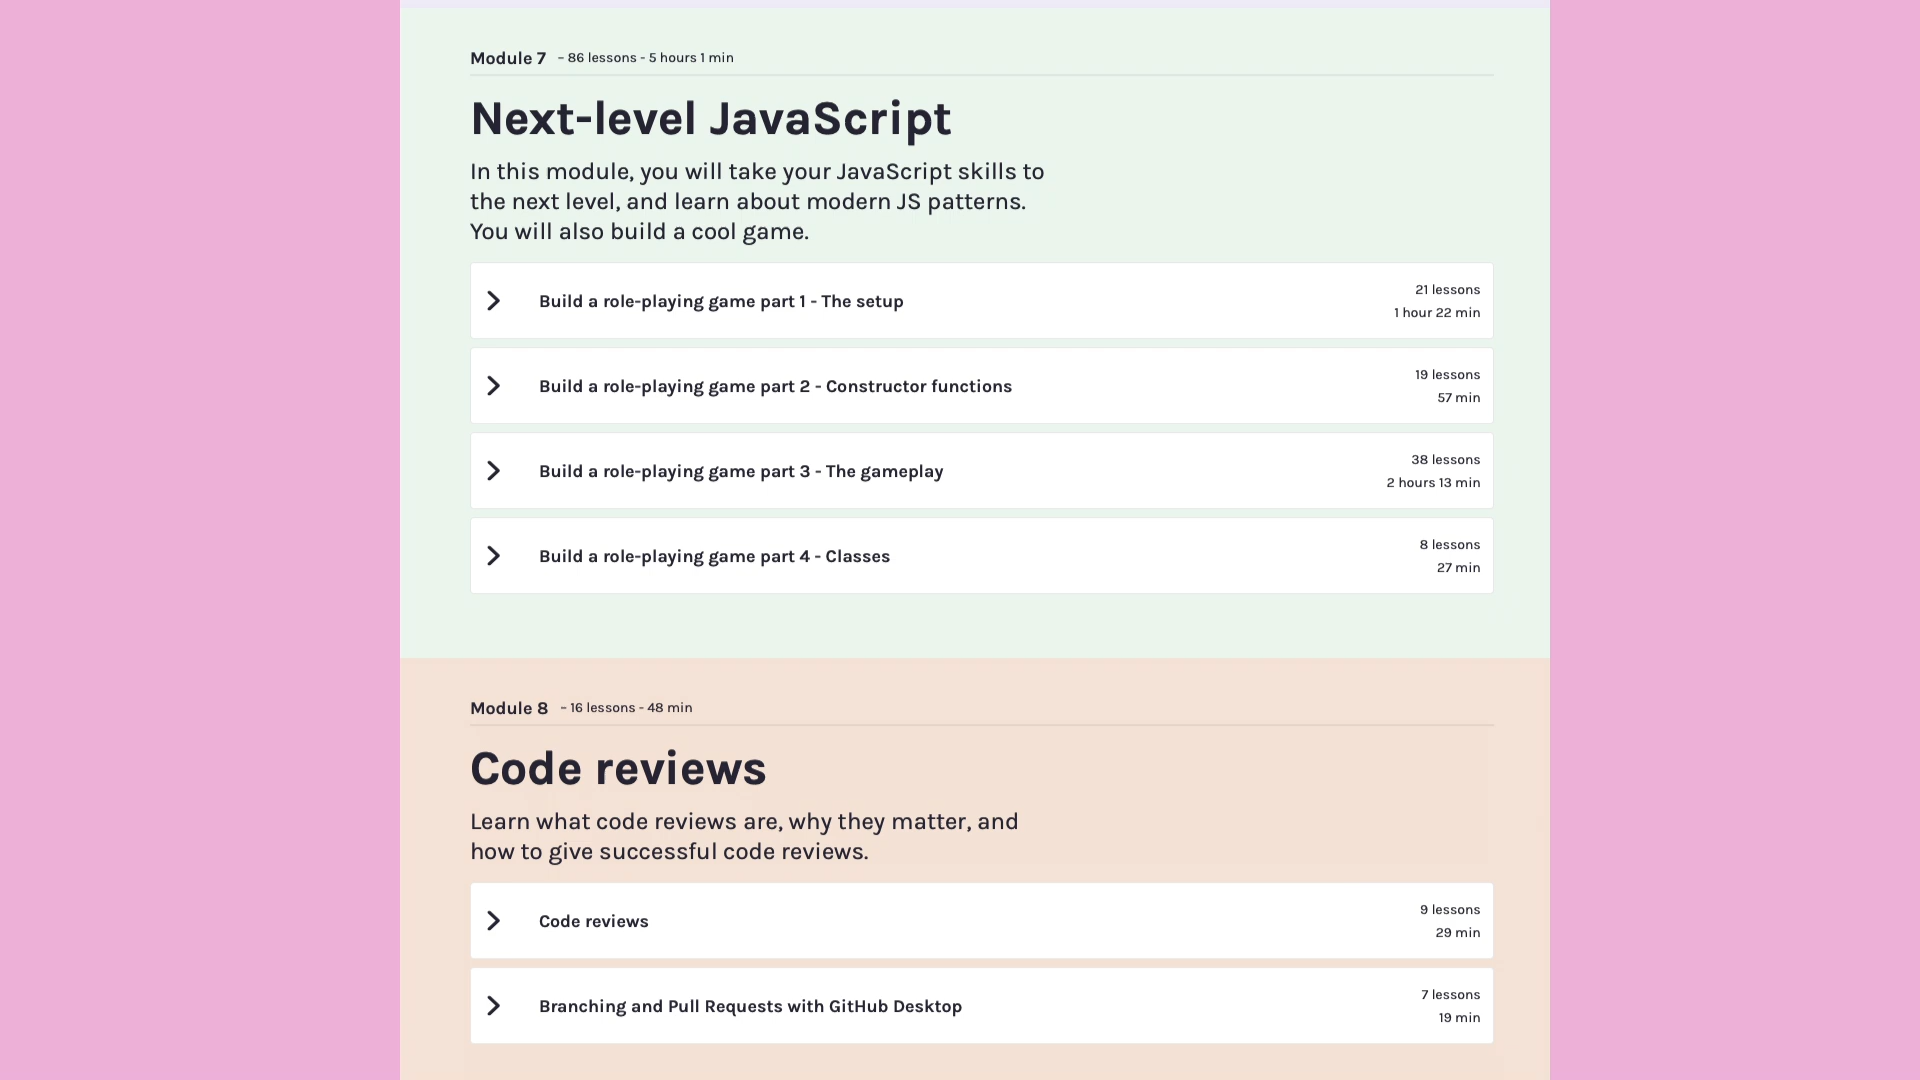 Module 7 - 86 lessons - 5 hours 1 min
Next-level JavaScript
In this module, you will take your JavaScript skills to
the next level, and learn about modern JS patterns.
You will also build a cool game.
Build a role-playing game part 1 - The setup
21 lessons
1 hour 22 min
Build a role-playing game part 2 - Constructor functions
19 lessons
57 min
Build a role-playing game part 3 - The gameplay
38 lessons
2 hours 13 min
Build a role-playing game part 4 - Classes
8 lessons
27 min
Module 8 - 16 lessons - 48 min
Code reviews
Learn what code reviews are, why they matter, and
how to give successful code reviews.
Code reviews
9 lessons
29 min
Branching and Pull Requests with GitHub Desktop
7 lessons
19 min